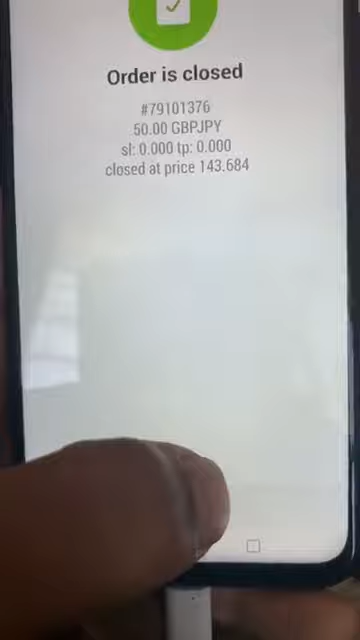 Order is closed
#79101376
50.00 GBPJPY
sl: 0.000 tp: 0.000
closed at price 143.684